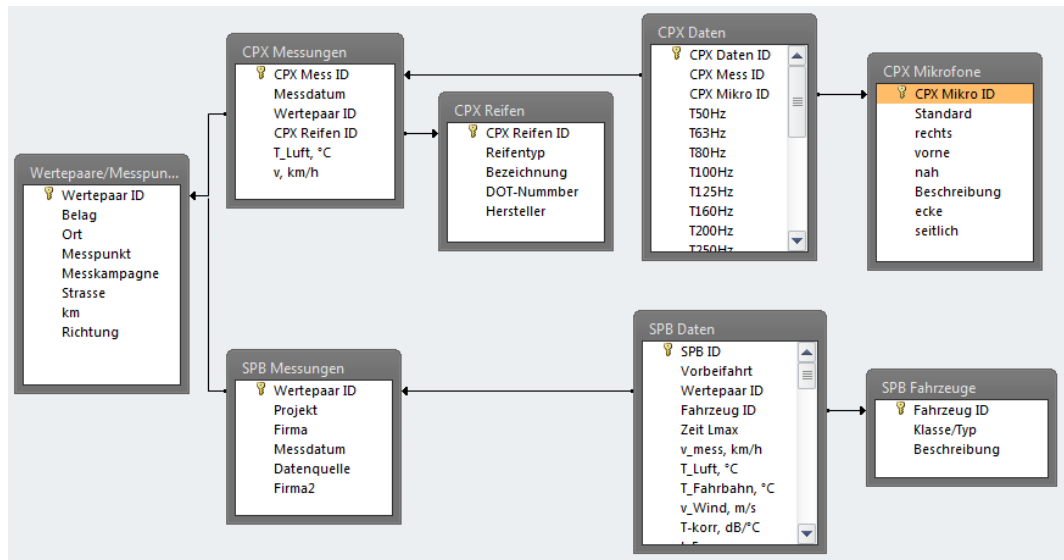 Wertepaare/Messpun...
Wertepaar ID
Belag
Ort
Messpunkt
Messkampagne
Strasse
km
Richtung
CPX Messungen
CPX Mess ID
Messdatum
Wertepaar ID
CPX Reifen ID
T_Luft, °C
v, km/h
CPX Reifen
CPX Reifen ID
Reifentyp
Bezeichnung
DOT-Nummber
Hersteller
CPX Daten
CPX Daten ID
CPX Mess ID
CPX Mikro ID
T50Hz
T63Hz
T80Hz
T100Hz
T125Hz
T160Hz
T200Hz
T250Hz
CPX Mikrofone
CPX Mikro ID
Standard
rechts
vorne
nah
Beschreibung
ecke
seitlich
SPB Messungen
Wertepaar ID
Projekt
Firma
Messdatum
Datenquelle
Firma2
SPB Daten
SPB ID
Vorbeifahrt
Wertepaar ID
Fahrzeug ID
Zeit Lmax
v_mess, km/h
T_Luft, °C
T_Fahrbahn, °C
v_Wind, m/s
T-korr, dB/°C
SPB Fahrzeuge
Fahrzeug ID
Klasse/Typ
Beschreibung